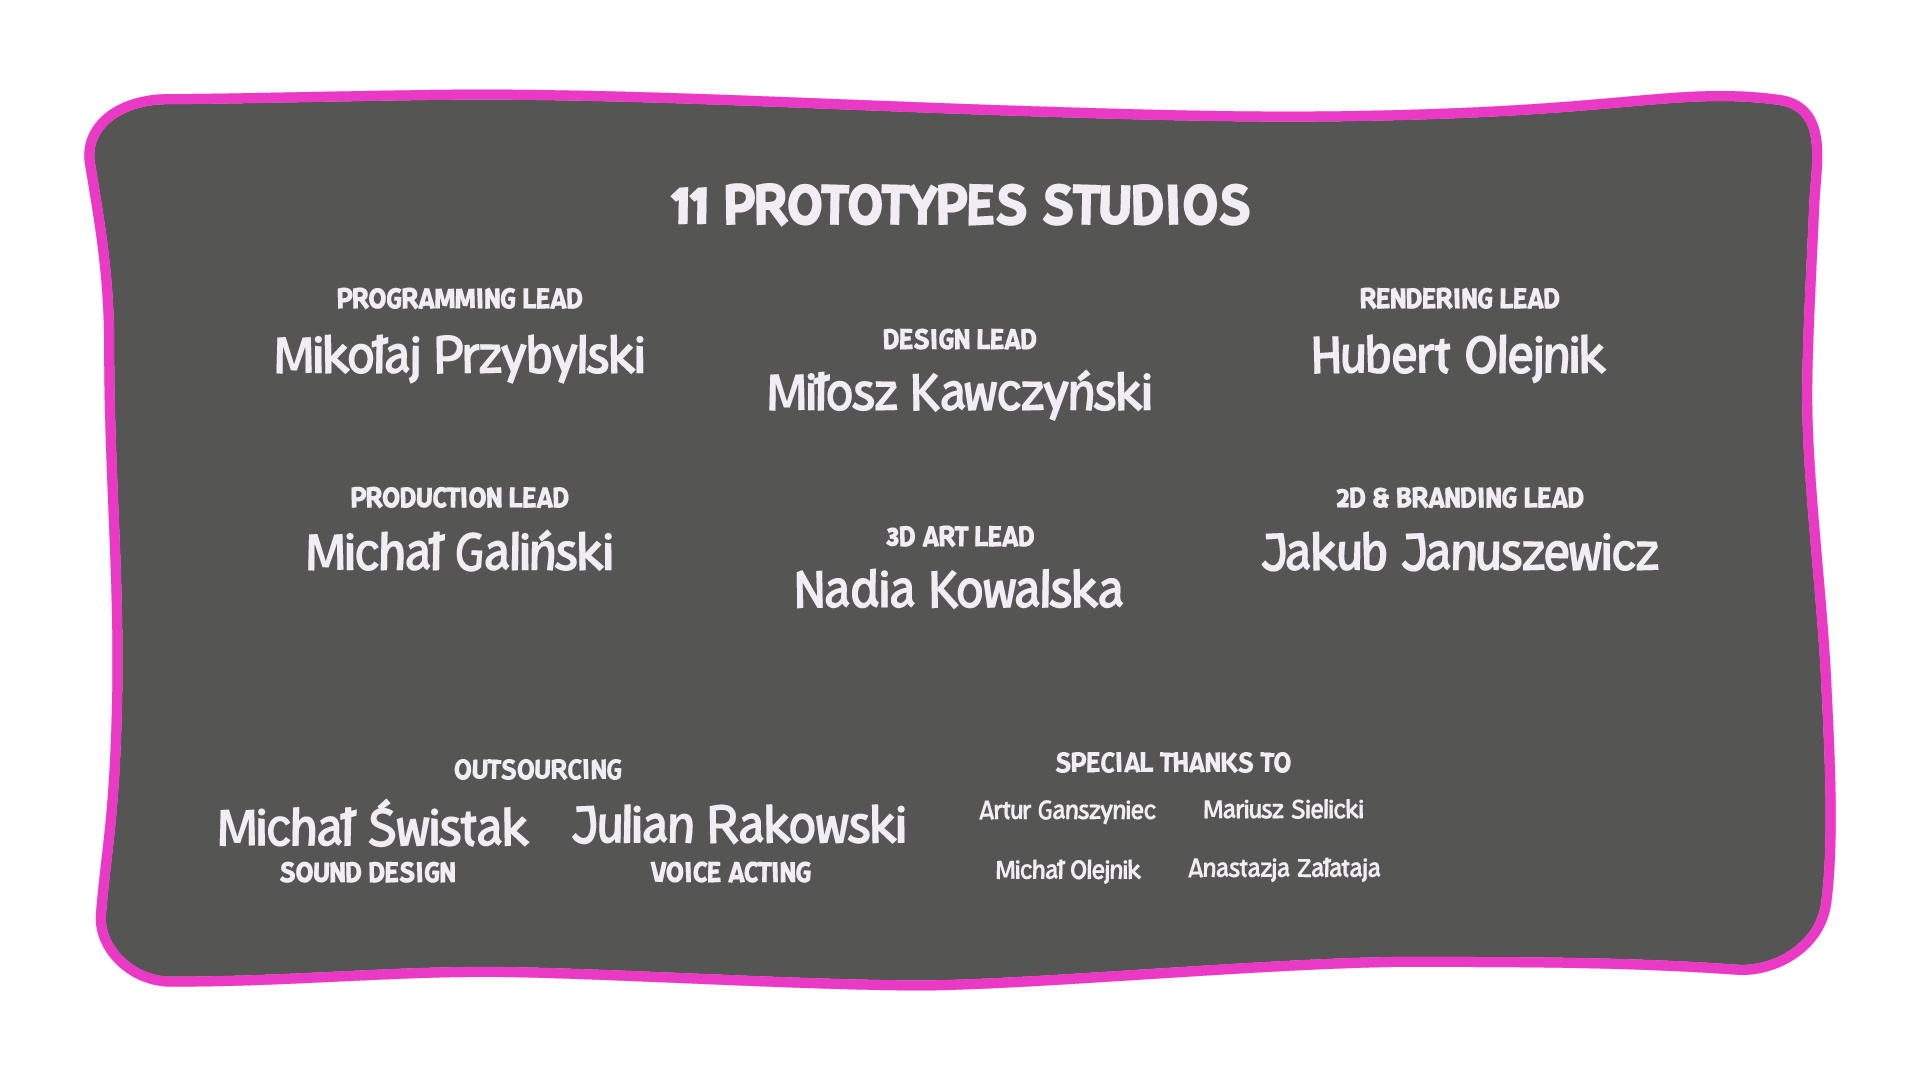 11 PROTOTYPES STUDIOS
PROGRAMMING LEAD
Mikołaj Przybylski
DESIGN LEAD
Miłosz Kawczyński
RENDERING LEAD
Hubert Olejnik
PRODUCTION LEAD
Michał Galiński
3D ART LEAD
Nadia Kowalska
2D & BRANDING LEAD
Jakub Januszewicz
OUTSOURCING
Michał Świstak
SOUND DESIGN
Julian Rakowski
VOICE ACTING
SPECIAL THANKS TO
Artur Ganszyniec
Mariusz Sielicki
Michał Olejnik
Anastazja Załataja